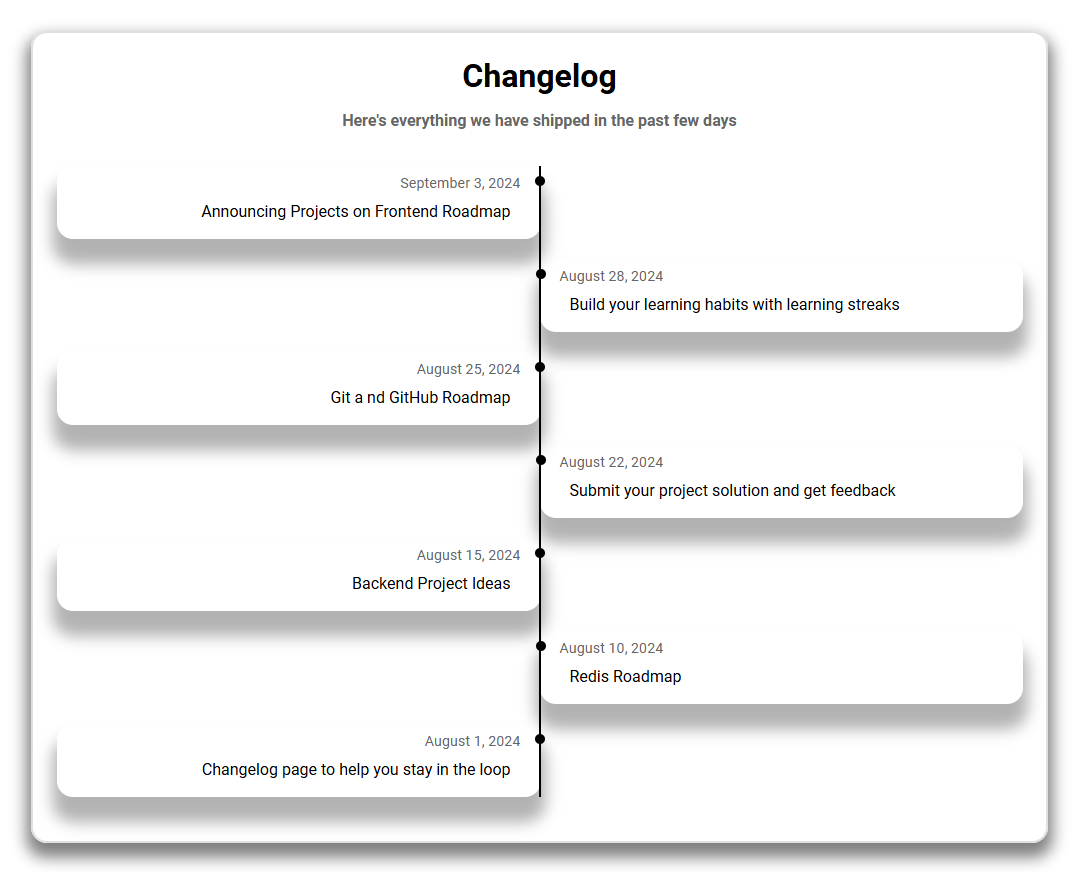 Changelog
Here's everything we have shipped in the past few days
September 3, 2024
Announcing Projects on Frontend Roadmap
August 28, 2024
Build your learning habits with learning streaks
August 25, 2024
Git a nd GitHub Roadmap
August 22, 2024
Submit your project solution and get feedback
August 15, 2024
Backend Project Ideas
August 10, 2024
Redis Roadmap
August 1, 2024
Changelog page to help you stay in the loop